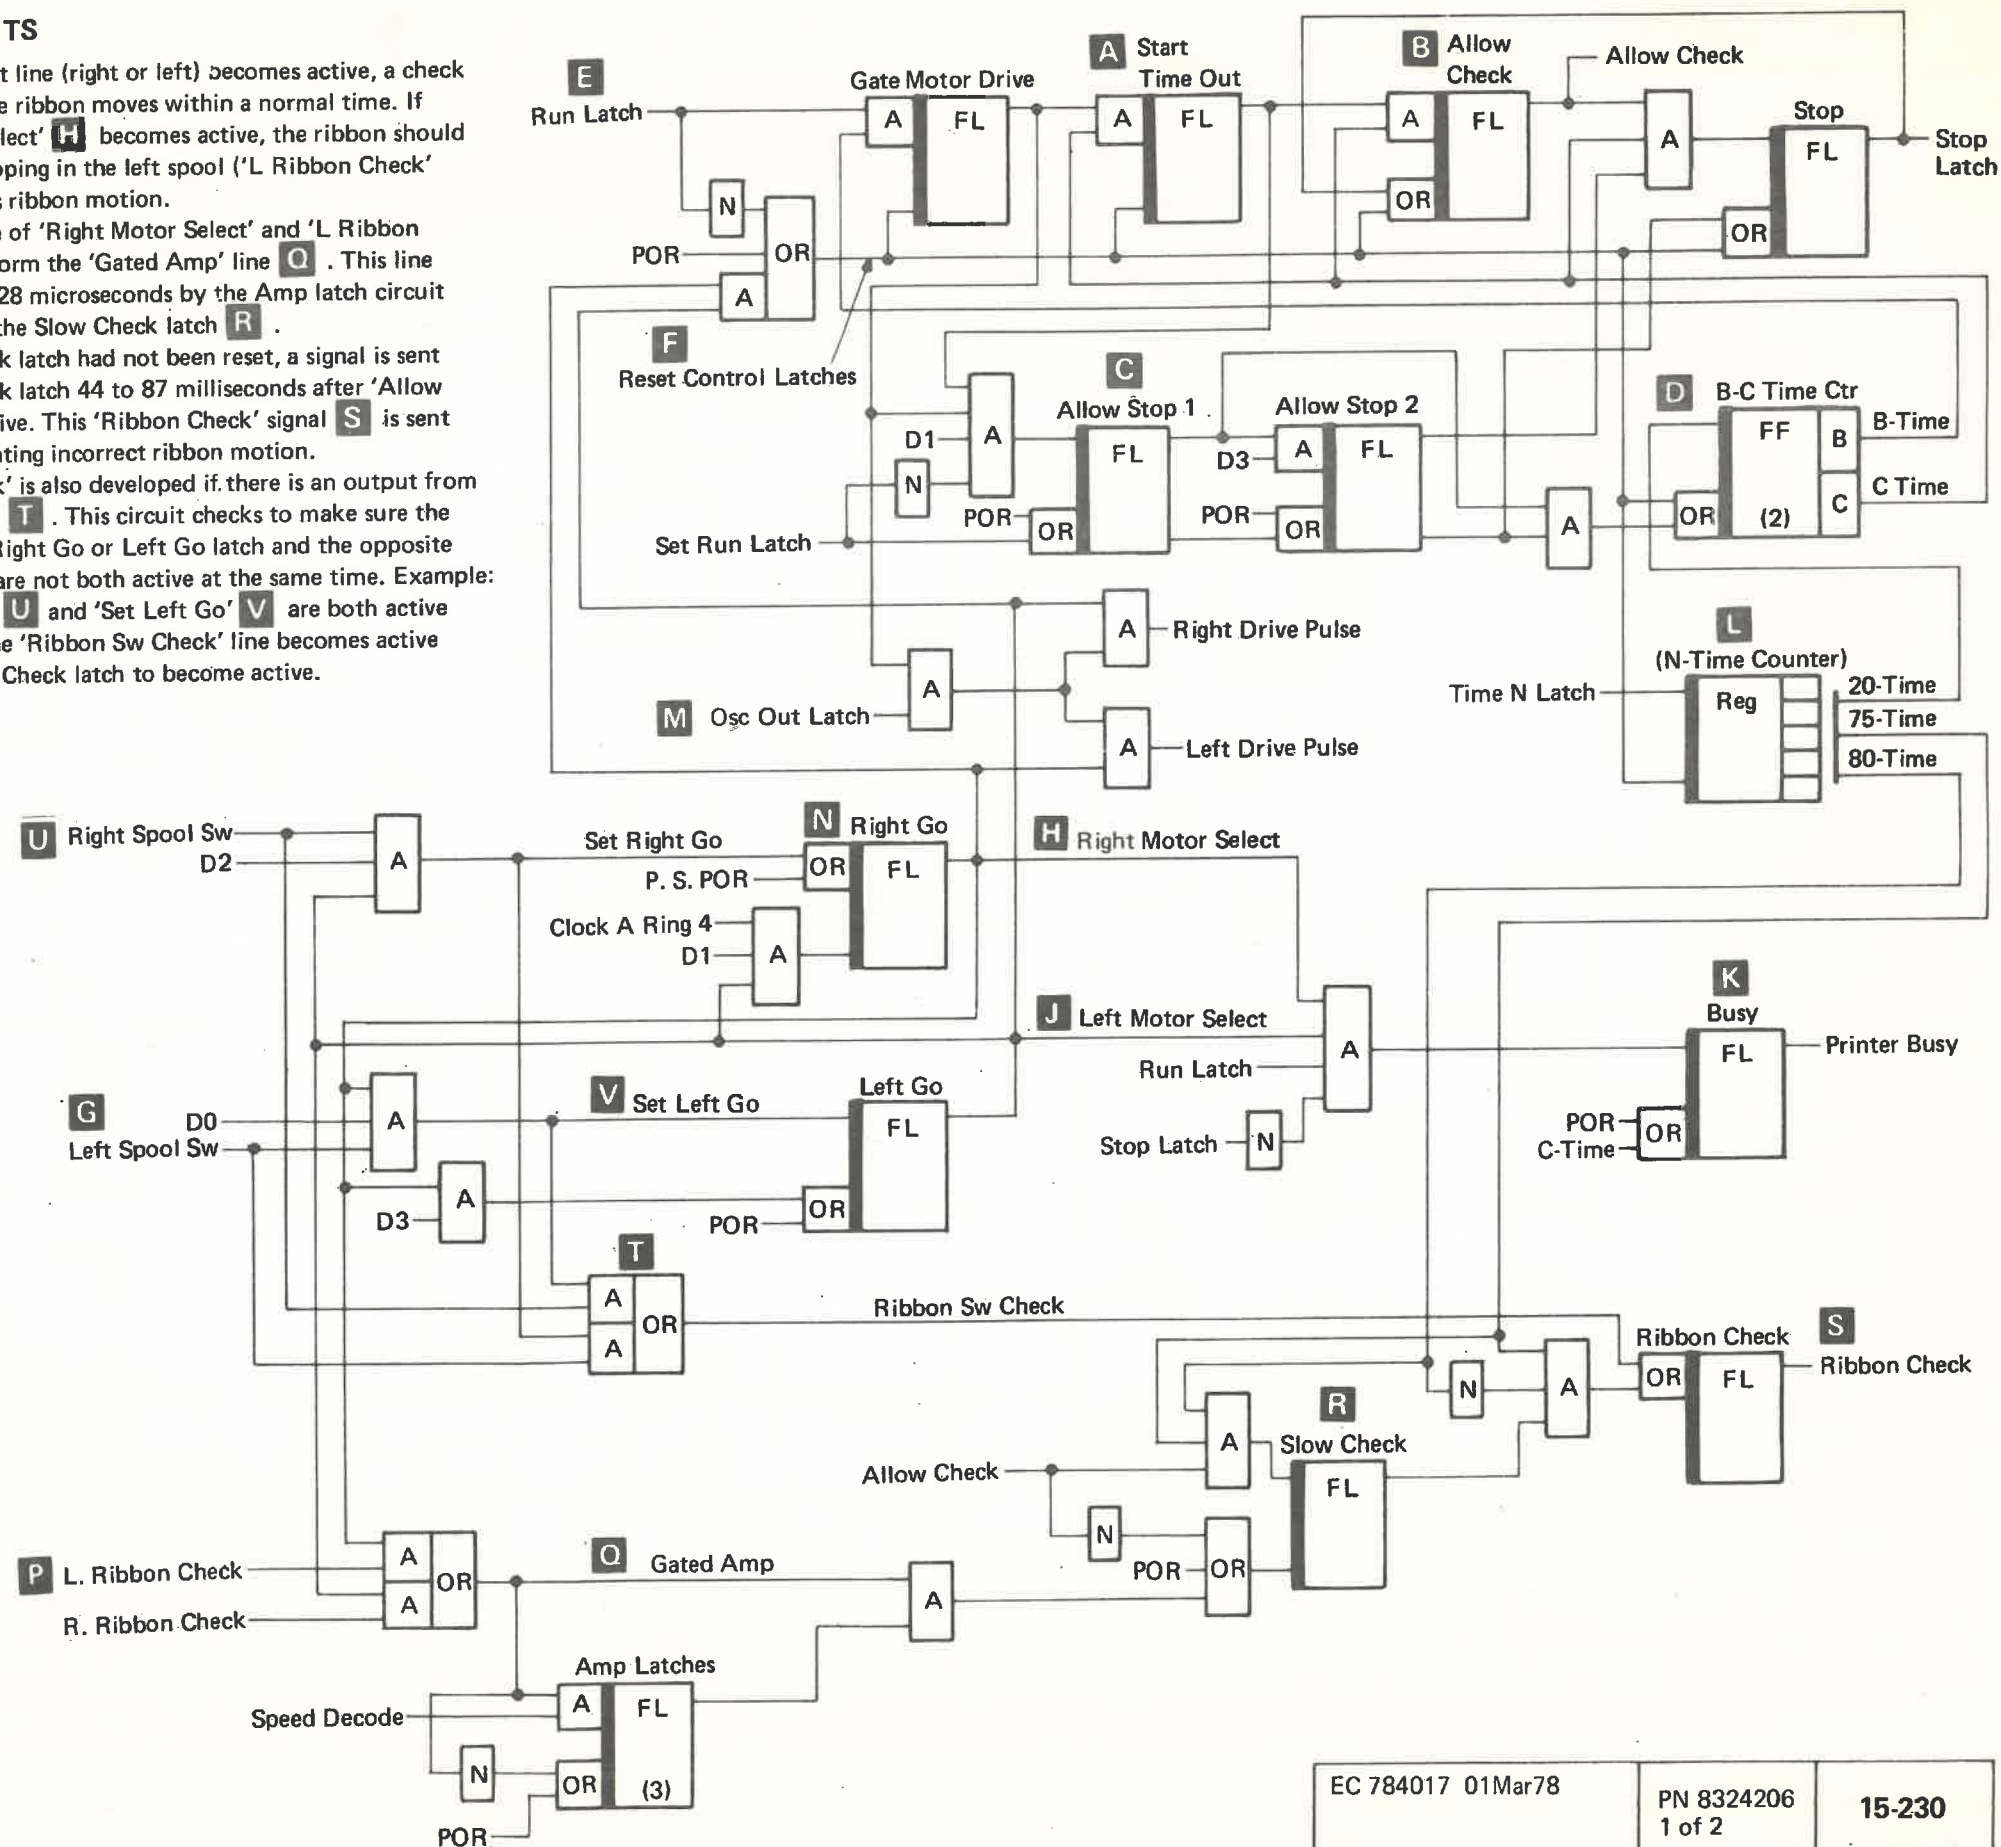 TS
t line (right or left) becomes active, a check
e ribbon moves within a normal time. If
lect' H becomes active, the ribbon should
ping in the left spool ('L Ribbon Check'
s ribbon motion.
e of 'Right Motor Select' and 'L Ribbon
orm the 'Gated Amp' line Q . This line
28 microseconds by the Amp latch circuit
the Slow Check latch R .
k latch had not been reset, a signal is sent
k latch 44 to 87 milliseconds after 'Allow
ive. This 'Ribbon Check' signal S is sent
ating incorrect ribbon motion.
k' is also developed if there is an output from
T . This circuit checks to make sure the
Right Go or Left Go latch and the opposite
are not both active at the same time. Example:
U and 'Set Left Go' V are both active
e 'Ribbon Sw Check' line becomes active
Check latch to become active.
E
Run Latch
Gate Motor Drive
A FL
A Start
Time Out
A FL
B Allow
Check
A FL
OR
Allow Check
A
Stop
FL
OR
Stop
Latch
N
POR
OR
A
F
Reset Control Latches
C
Allow Stop 1
D1
A
N
FL
POR
OR
Set Run Latch
Allow Stop 2
D3
A FL
POR
OR
A
D B-C Time Ctr
FF B
B-Time
C
C Time
OR (2)
A Right Drive Pulse
A
M Osc Out Latch
A Left Drive Pulse
L
(N-Time Counter)
Time N Latch
Reg
20-Time
75-Time
80-Time
U Right Spool Sw
D2
A
Set Right Go
N Right Go
OR FL
P. S. POR
Clock A Ring 4
D1
A
H Right Motor Select
J Left Motor Select
Run Latch
A
Stop Latch
N
K
Busy
FL
Printer Busy
POR
C-Time
OR
G
D0
Left Spool Sw
A
V Set Left Go
Left Go
FL
A
D3
OR
POR
T
A
OR
A
Ribbon Sw Check
Ribbon Check
S
Ribbon Check
OR FL
N
A
A
R
Slow Check
FL
Allow Check
N
POR
OR
P L. Ribbon Check
R. Ribbon Check
A
OR
A
Q Gated Amp
A
Amp Latches
Speed Decode
A FL
N
OR (3)
POR
EC 784017 01Mar78
PN 8324206
1 of 2
15-230